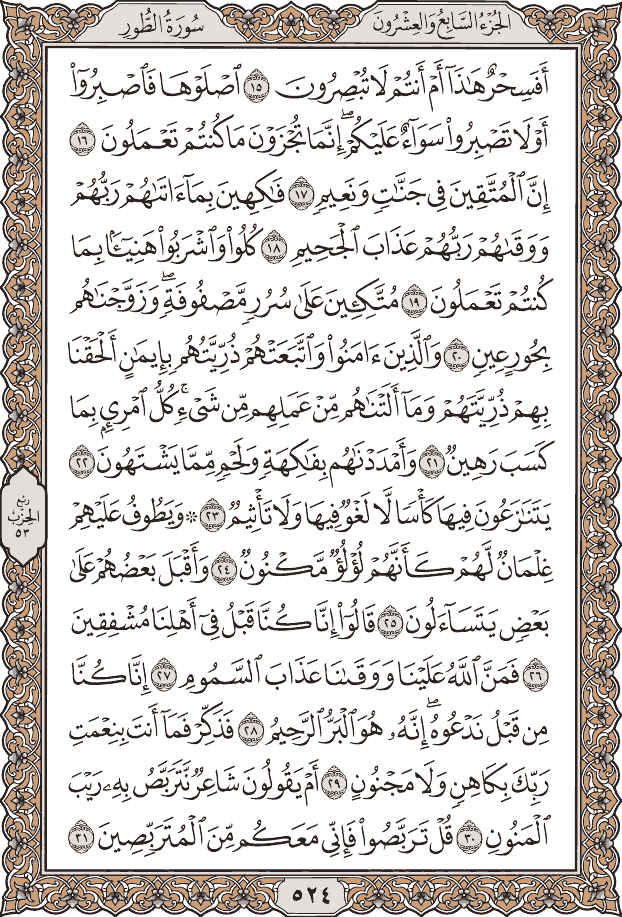 الجُزْءُ السَّابِعُ وَالعِشْرُونَ
سُورَةُ الطُّورِ
أَفَسِحْرٌ هَٰذَآ أَمْ أَنتُمْ لَا تُبْصِرُونَ ١٥ ٱصْلَوْهَا فَٱصْبِرُوٓا۟
أَوْ لَا تَصْبِرُوا۟ سَوَآءٌ عَلَيْكُمْ ۖ إِنَّمَا تُجْزَوْنَ مَا كُنتُمْ تَعْمَلُونَ ١٦
إِنَّ ٱلْمُتَّقِينَ فِى جَنَّٰتٍ وَنَعِيمٍ ١٧ فَٰكِهِينَ بِمَآ ءَاتَىٰهُمْ رَبُّهُمْ
وَوَقَىٰهُمْ رَبُّهُمْ عَذَابَ ٱلْجَحِيمِ ١٨ كُلُوا۟ وَٱشْرَبُوا۟ هَنِيٓـًٔۢا بِمَا
كُنتُمْ تَعْمَلُونَ ١٩ مُتَّكِـِٔينَ عَلَىٰ سُرُرٍ مَّصْفُوفَةٍ ۖ وَزَوَّجْنَٰهُم
بِحُورٍ عِينٍ ٢٠ وَٱلَّذِينَ ءَامَنُوا۟ وَٱتَّبَعَتْهُمْ ذُرِّيَّتُهُم بِإِيمَٰنٍ أَلْحَقْنَا
بِهِمْ ذُرِّيَّتَهُمْ وَمَآ أَلَتْنَٰهُم مِّنْ عَمَلِهِم مِّن شَىْءٍ ۚ كُلُّ ٱمْرِئٍۭ بِمَا
كَسَبَ رَهِينٌ ٢١ وَأَمْدَدْنَٰهُم بِفَٰكِهَةٍ وَلَحْمٍ مِّمَّا يَشْتَهُونَ ٢٢
يَتَنَٰزَعُونَ فِيهَا كَأْسًا لَّا لَغْوٌ فِيهَا وَلَا تَأْثِيمٌ ٢٣ ۞ وَيَطُوفُ عَلَيْهِمْ
غِلْمَانٌ لَّهُمْ كَأَنَّهُمْ لُؤْلُؤٌ مَّكْنُونٌ ٢٤ وَأَقْبَلَ بَعْضُهُمْ عَلَىٰ
بَعْضٍ يَتَسَآءَلُونَ ٢٥ قَالُوٓا۟ إِنَّا كُنَّا قَبْلُ فِىٓ أَهْلِنَا مُشْفِقِينَ
٢٦ فَمَنَّ ٱللَّهُ عَلَيْنَا وَوَقَىٰنَا عَذَابَ ٱلسَّمُومِ ٢٧ إِنَّا كُنَّا
مِن قَبْلُ نَدْعُوهُ ۖ إِنَّهُۥ هُوَ ٱلْبَرُّ ٱلرَّحِيمُ ٢٨ فَذَكِّرْ فَمَآ أَنتَ بِنِعْمَتِ
رَبِّكَ بِكَاهِنٍ وَلَا مَجْنُونٍ ٢٩ أَمْ يَقُولُونَ شَاعِرٌ نَّتَرَبَّصُ بِهِۦ رَيْبَ
ٱلْمَنُونِ ٣٠ قُلْ تَرَبَّصُوا۟ فَإِنِّى مَعَكُم مِّنَ ٱلْمُتَرَبِّصِينَ ٣١
ربع
الحزب
٥٣
٥٢٤